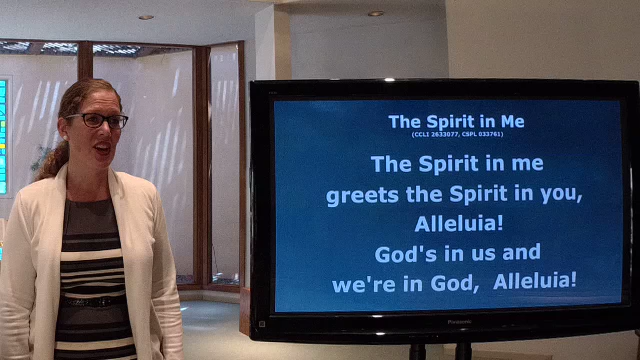 The Spirit in Me
(CCLI 2633077, CSPL 033761)
The Spirit in me
greets the Spirit in you,
Alleluia!
God's in us and
we're in God, Alleluia!
Panasonic